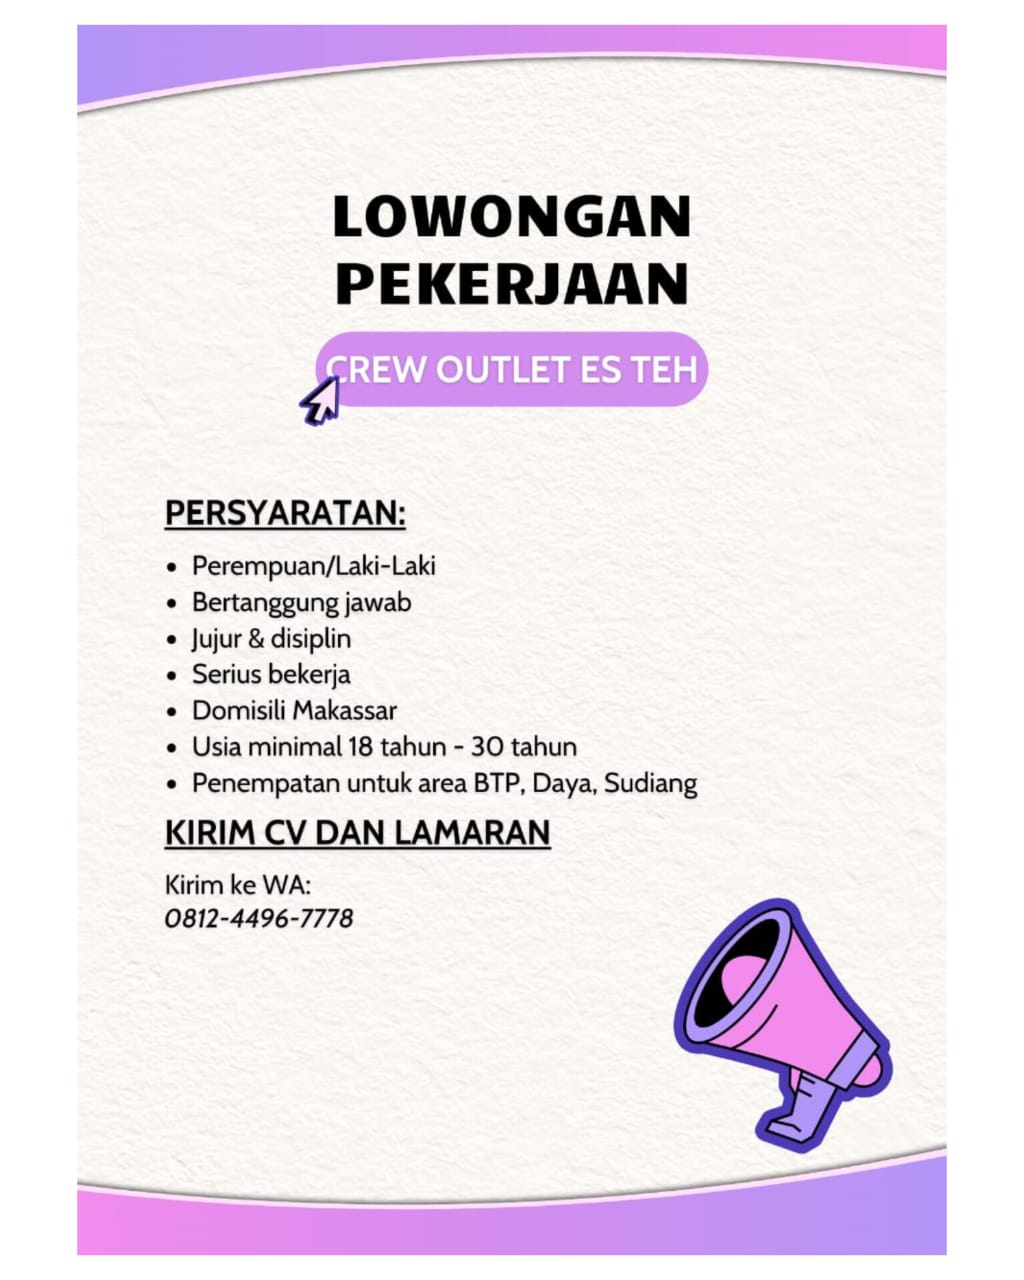 LOWONGAN
PEKERJAAN
CREW OUTLET ES TEH
PERSYARATAN:
• Perempuan/Laki-Laki
• Bertanggung jawab
• Jujur & disiplin
• Serius bekerja
• Domisili Makassar
• Usia minimal 18 tahun - 30 tahun
• Penempatan untuk area BTP, Daya, Sudiang
KIRIM CV DAN LAMARAN
Kirim ke WA:
0812-4496-7778